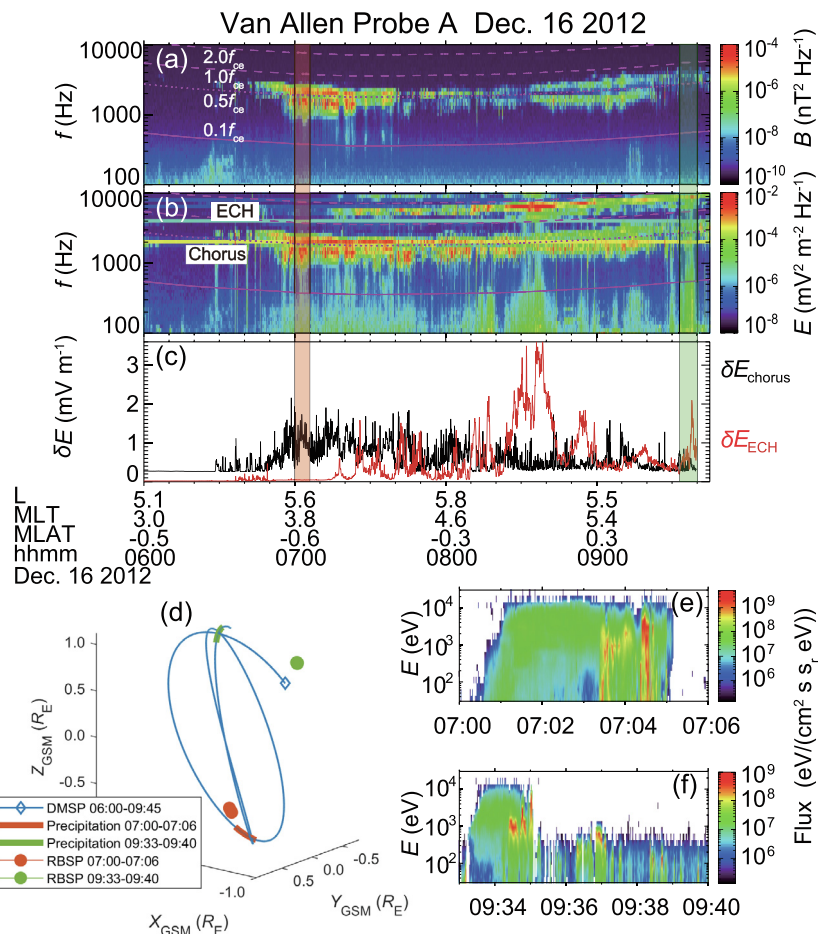 Van Allen Probe A Dec. 16 2012
(a)
2.0fce
1.0fce
0.5fce
0.1fce
10000
1000
100
f (Hz)
10⁻⁴
10⁻⁶
10⁻⁸
10⁻¹⁰
B (nT² Hz⁻¹)
(b)
ECH
Chorus
10000
1000
100
f (Hz)
10⁻²
10⁻⁴
10⁻⁶
10⁻⁸
E (mV² m⁻² Hz⁻¹)
(c)
3
2
1
0
δE (mV m⁻¹)
δEchorus
δEECH
L 5.1 5.6 5.8 5.5
MLT 3.0 3.8 4.6 5.4
MLAT -0.5 -0.6 -0.3 0.3
hhmm 0600 0700 0800 0900
Dec. 16 2012
(d)
1.0
0.5
0.0
-0.5
ZGSM (RE)
DMSP 06:00-09:45
Precipitation 07:00-07:06
Precipitation 09:33-09:40
RBSP 07:00-07:06
RBSP 09:33-09:40
-1.0
0.5
0.0
-0.5
XGSM (RE)
YGSM (RE)
(e)
10⁴
10³
10²
E (eV)
07:00 07:02 07:04 07:06
10⁹
10⁸
10⁷
10⁶
(f)
10⁴
10³
10²
E (eV)
09:34 09:36 09:38 09:40
10⁹
10⁸
10⁷
10⁶
Flux (eV/(cm² s sr eV))